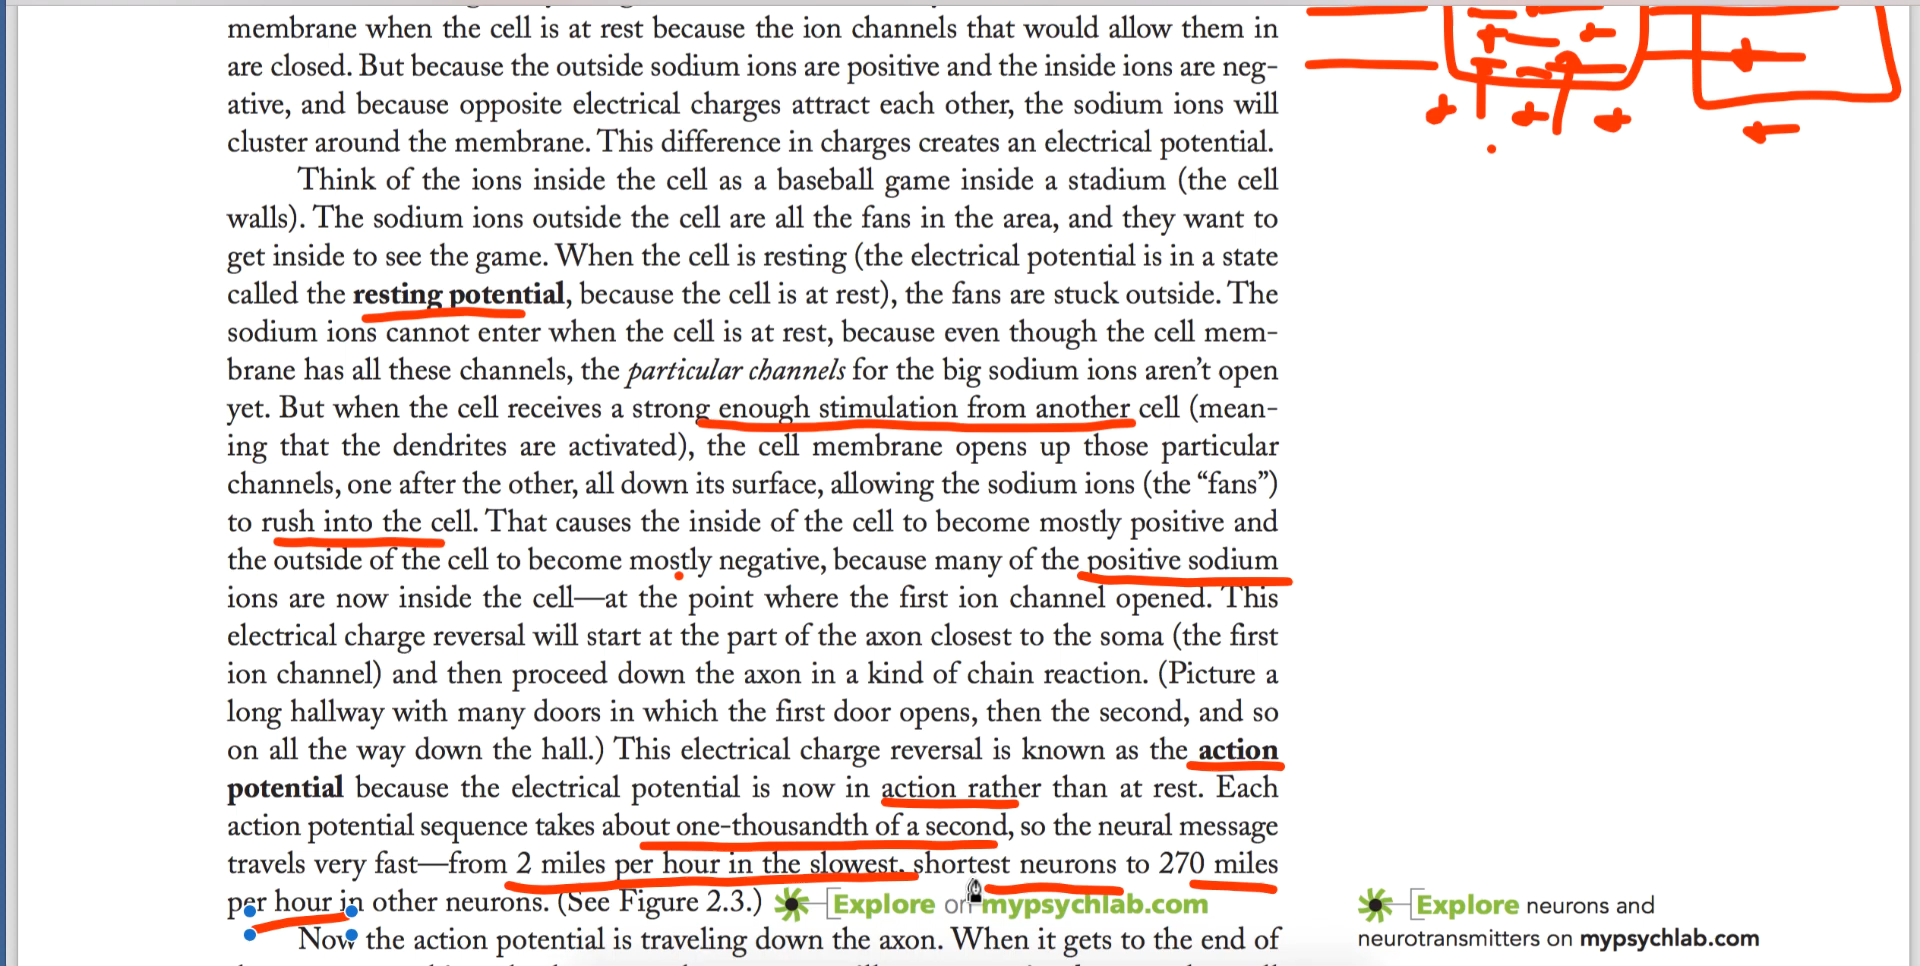 membrane when the cell is at rest because the ion channels that would allow them in
are closed. But because the outside sodium ions are positive and the inside ions are neg-
ative, and because opposite electrical charges attract each other, the sodium ions will
cluster around the membrane. This difference in charges creates an electrical potential.
Think of the ions inside the cell as a baseball game inside a stadium (the cell
walls). The sodium ions outside the cell are all the fans in the area, and they want to
get inside to see the game. When the cell is resting (the electrical potential is in a state
called the resting potential, because the cell is at rest), the fans are stuck outside. The
sodium ions cannot enter when the cell is at rest, because even though the cell mem-
brane has all these channels, the particular channels for the big sodium ions aren’t open
yet. But when the cell receives a strong enough stimulation from another cell (mean-
ing that the dendrites are activated), the cell membrane opens up those particular
channels, one after the other, all down its surface, allowing the sodium ions (the “fans”)
to rush into the cell. That causes the inside of the cell to become mostly positive and
the outside of the cell to become mostly negative, because many of the positive sodium
ions are now inside the cell—at the point where the first ion channel opened. This
electrical charge reversal will start at the part of the axon closest to the soma (the first
ion channel) and then proceed down the axon in a kind of chain reaction. (Picture a
long hallway with many doors in which the first door opens, then the second, and so
on all the way down the hall.) This electrical charge reversal is known as the action
potential because the electrical potential is now in action rather than at rest. Each
action potential sequence takes about one-thousandth of a second, so the neural message
travels very fast—from 2 miles per hour in the slowest, shortest neurons to 270 miles
per hour in other neurons. (See Figure 2.3.) Explore on mypsychlab.com
Now the action potential is traveling down the axon. When it gets to the end of
Explore neurons and
neurotransmitters on mypsychlab.com